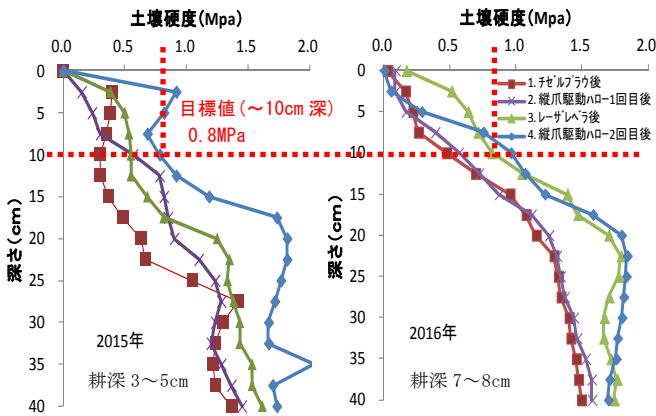 土壌硬度(Mpa)
0.0 0.5 1.0 1.5 2.0
0
5
10
15
20
25
30
35
40
深さ(cm)
目標値(~10cm 深)
0.8MPa
2015年
耕深 3~5cm
土壌硬度(Mpa)
0.0 0.5 1.0 1.5 2.0
0
5
10
15
20
25
30
35
40
深さ(cm)
1.チゼルプラウ後
2.縦爪駆動ハロー1回目後
3.レーザレベラ後
4.縦爪駆動ハロー2回目後
2016年
耕深 7~8cm